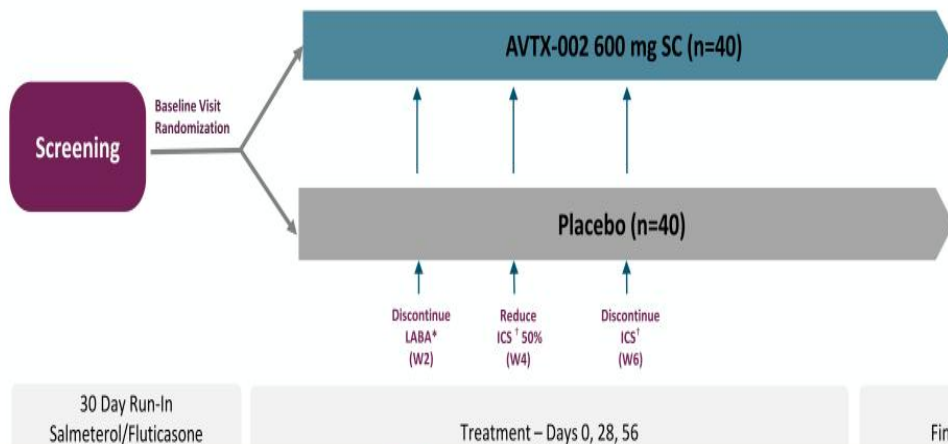 AVTX-002 600 mg SC (n=40)
Baseline Visit
Randomization
Screening
Placebo (n=40)
Discontinue
LABA*
(W2)
Reduce
ICS † 50%
(W4)
Discontinue
ICS†
(W6)
30 Day Run-In
Salmeterol/Fluticasone
Treatment – Days 0, 28, 56